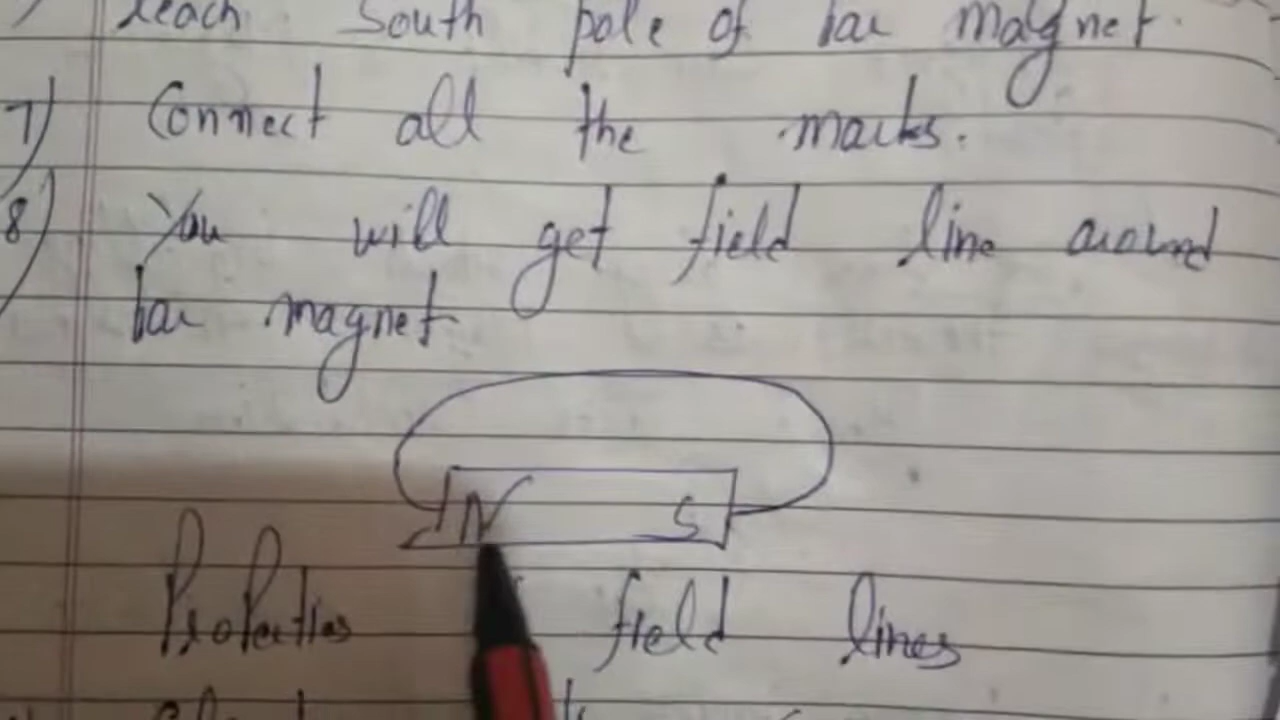 reach South pole of bar magnet.
7) Connect all the marks.
8) You will get field line around
bar magnet
N S
Properties field lines